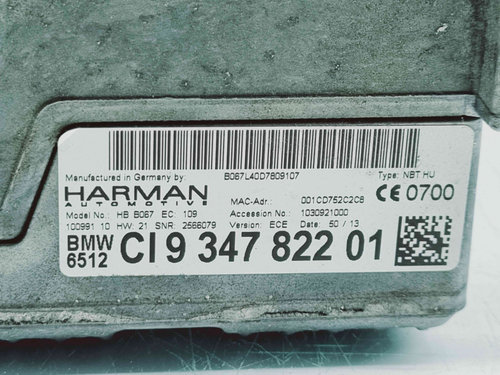 Manufactured in Germany by: B067L40D7809107 Type: NBT HU
HARMAN MAC-Adr.: 001CD752C2C8 CE 0700
AUTOMOTIVE Accession No.: 1030921000
Model No.: HB B067 EC: 109 Version: ECE Date: 50 / 13
100991 10 HW: 21 SNR: 2566079
BMW CI 9 347 822 01
6512